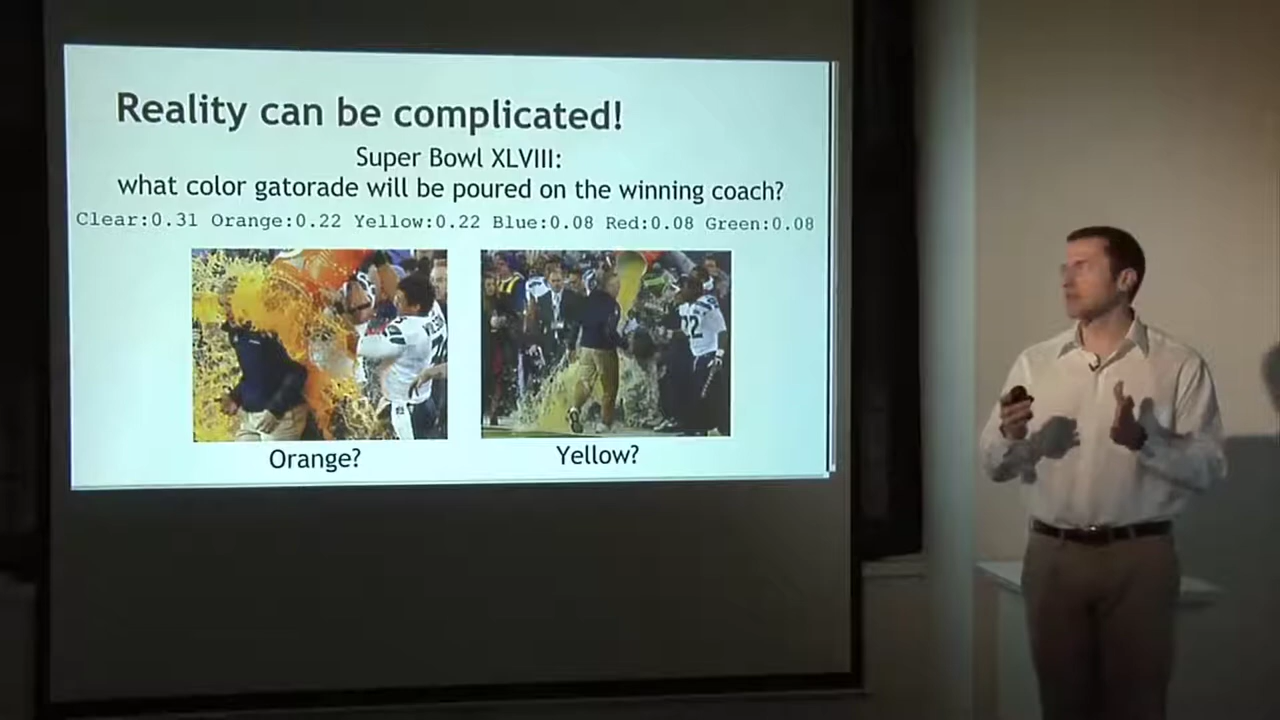 Reality can be complicated!
Super Bowl XLVIII:
what color gatorade will be poured on the winning coach?
Clear:0.31 Orange:0.22 Yellow:0.22 Blue:0.08 Red:0.08 Green:0.08
Orange?
Yellow?